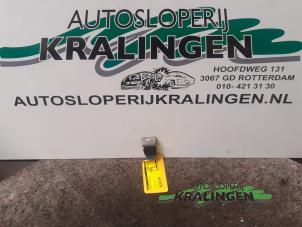 AUTOSLOPERIJ
KRALINGEN
HOOFDWEG 131
3067 GD ROTTERDAM
010- 421 31 30
AUTOSLOPERIJKRALINGEN.NL
AUTOSLOPERIJ
KRALINGEN